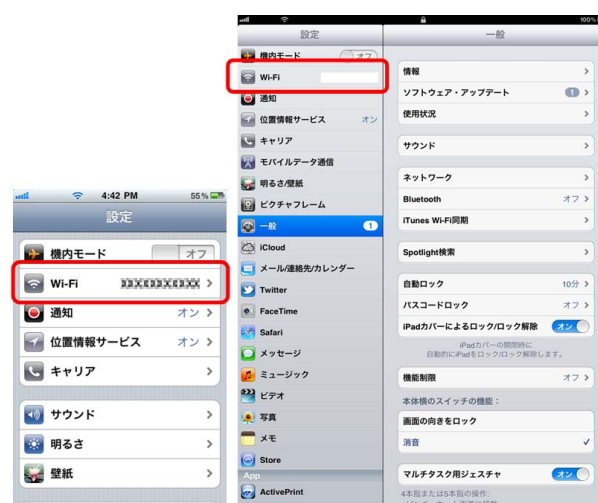 4:42 PM
55%
設定
機内モード
オフ
Wi-Fi
通知
オン
位置情報サービス
オン
キャリア
サウンド
明るさ
壁紙
100%
設定
機内モード
オフ
Wi-Fi
通知
位置情報サービス
オン
キャリア
モバイルデータ通信
明るさ/壁紙
ピクチャフレーム
一般
1
iCloud
メール/連絡先/カレンダー
Twitter
FaceTime
Safari
メッセージ
ミュージック
ビデオ
写真
メモ
Store
App
ActivePrint
一般
情報
ソフトウェア・アップデート
1
使用状況
サウンド
ネットワーク
Bluetooth
オフ
iTunes Wi-Fi同期
Spotlight検索
自動ロック
10分
パスコードロック
オフ
iPadカバーによるロック/ロック解除
オン
iPadカバーの開閉時に
自動的にiPadをロック/ロック解除します。
機能制限
オフ
本体横のスイッチの機能：
画面の向きをロック
消音
マルチタスク用ジェスチャ
オン
4本指または5本指の操作: